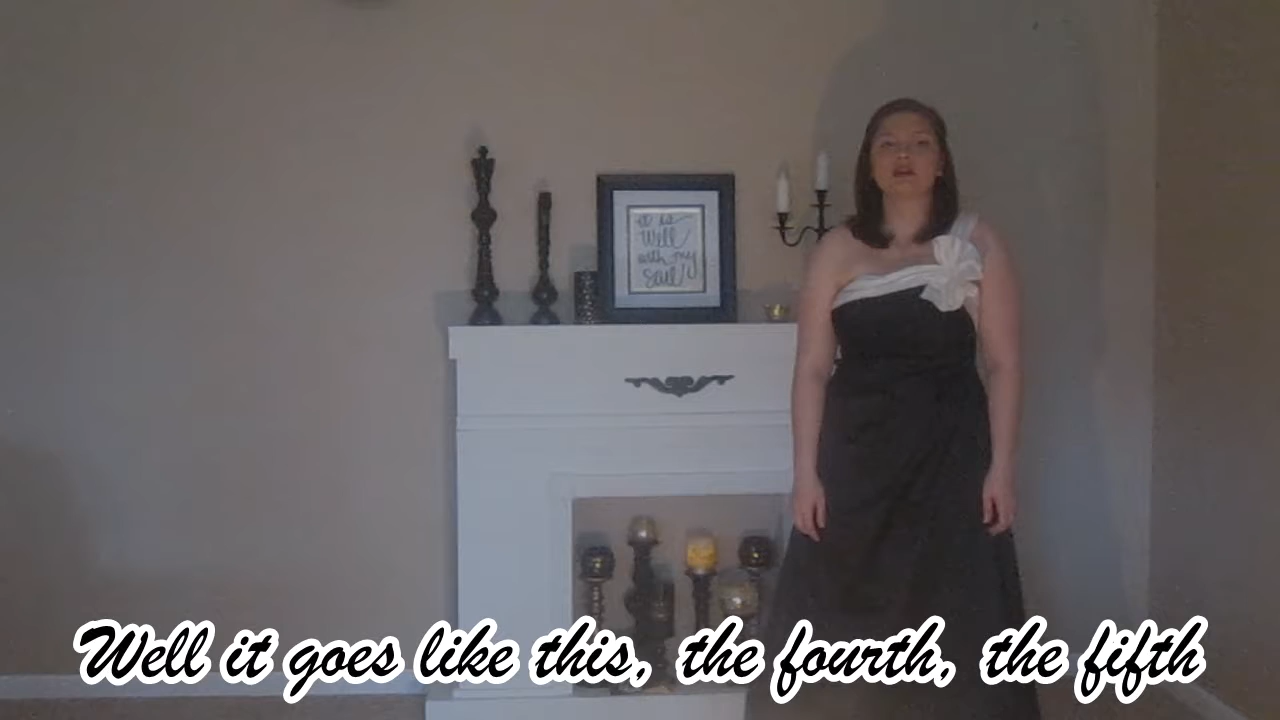 it is
Well
with my
Soul
Well it goes like this, the fourth, the fifth